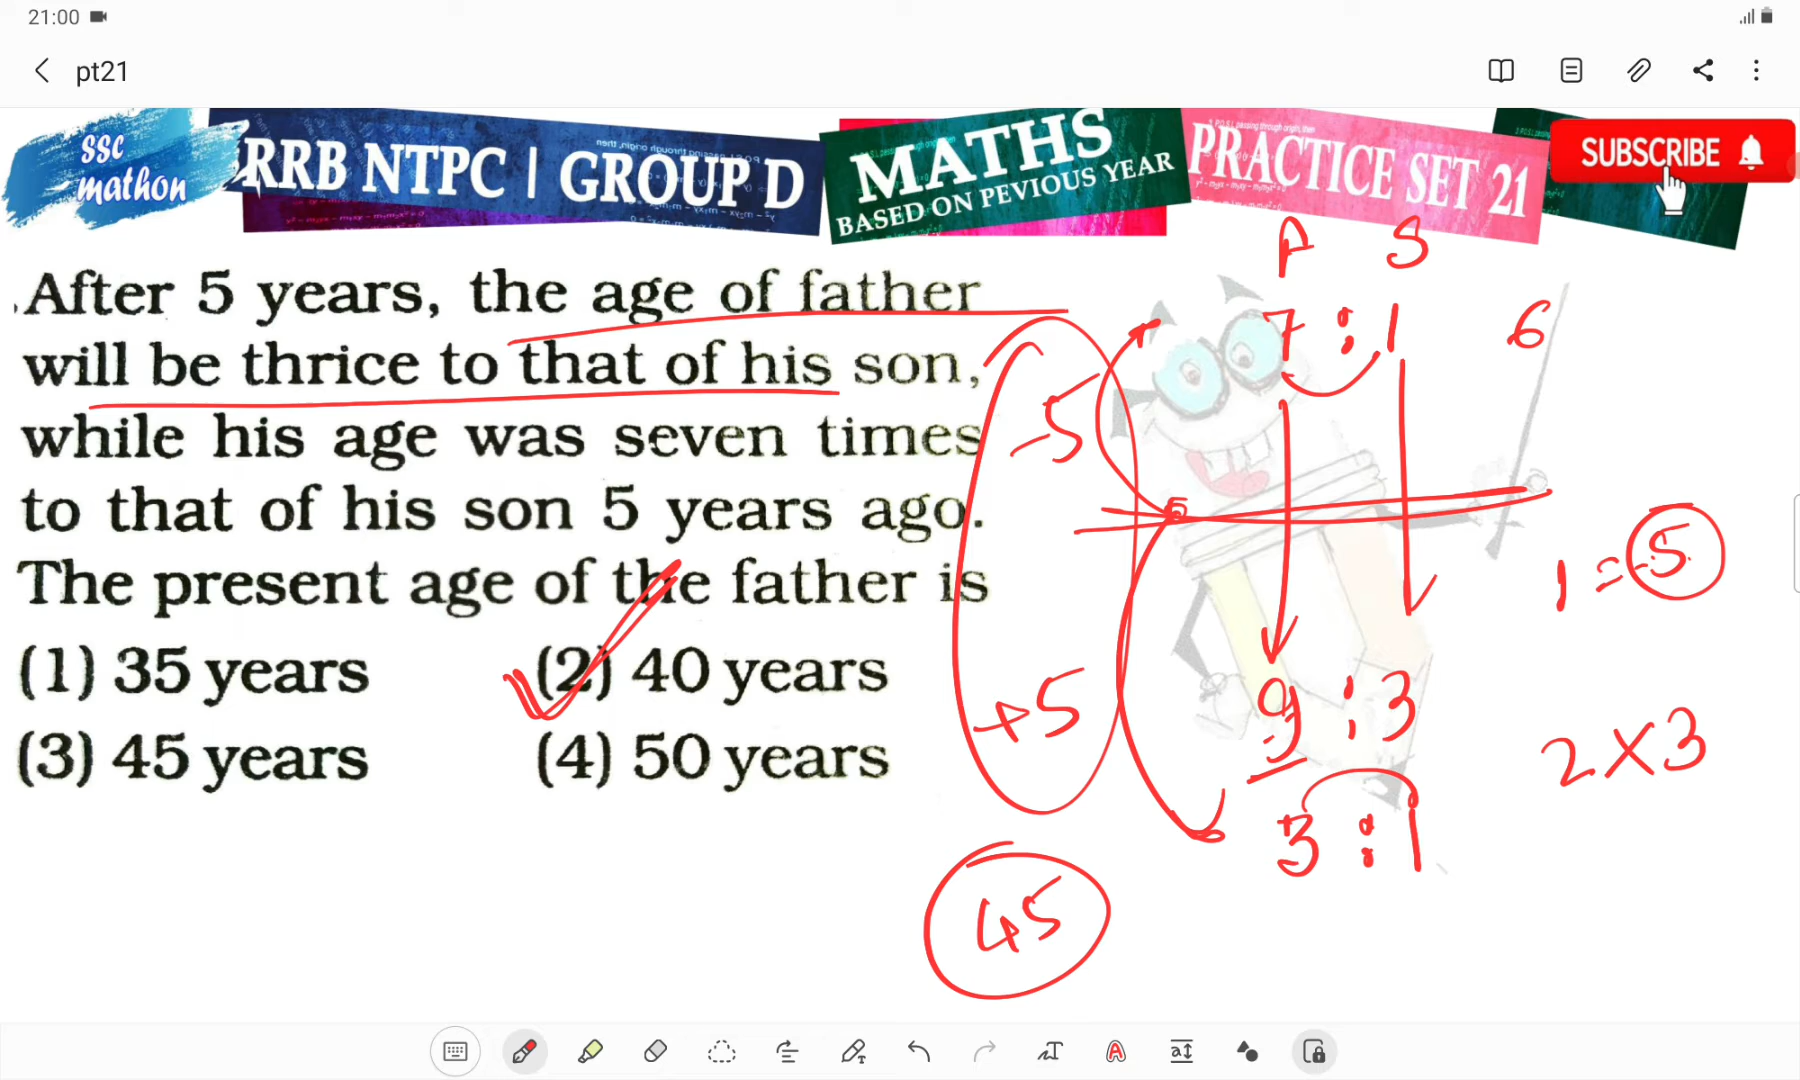 21:00
pt21
SSC mathon
RRB NTPC | GROUP D
MATHS
BASED ON PEVIOUS YEAR
PRACTICE SET 21
SUBSCRIBE
After 5 years, the age of father
will be thrice to that of his son,
while his age was seven times
to that of his son 5 years ago.
The present age of the father is
(1) 35 years (2) 40 years
(3) 45 years (4) 50 years
S
7 : 1 6
-5
1 = 5
+5
9 : 3
2 × 3
3 : 1
45